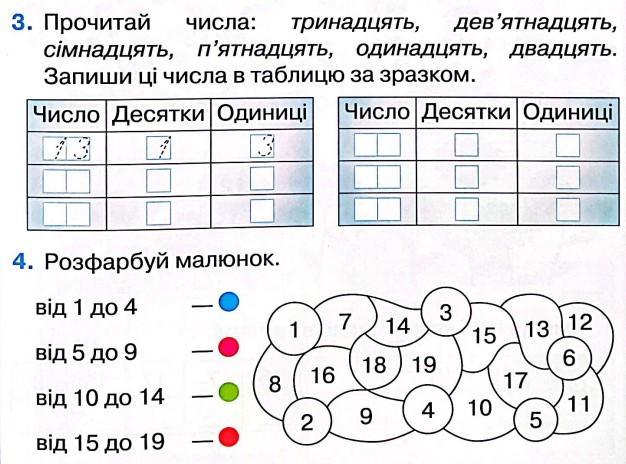 3. Прочитай числа: тринадцять, дев’ятнадцять,
сімнадцять, п’ятнадцять, одинадцять, двадцять.
Запиши ці числа в таблицю за зразком.
Число Десятки Одиниці
13 1 3
Число Десятки Одиниці
4. Розфарбуй малюнок.
від 1 до 4 —
від 5 до 9 —
від 10 до 14 —
від 15 до 19 —
1 7 14 3 15 13 12
8 16 18 19 17 6
2 9 4 10 5 11